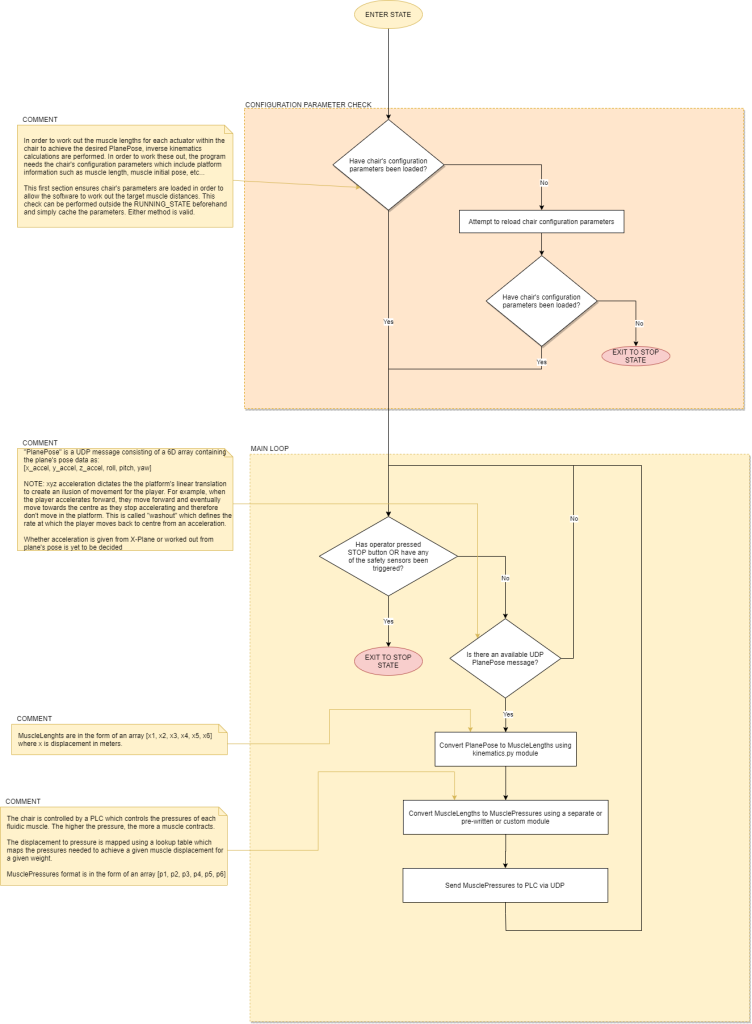 ENTER STATE
CONFIGURATION PARAMETER CHECK
COMMENT
In order to work out the muscle lengths for each actuator within the
chair to achieve the desired PlanePose, inverse kinematics
calculations are performed. In order to work these out, the program
needs the chair's configuration parameters which include platform
information such as muscle length, muscle initial pose, etc...
This first section ensures chair's parameters are loaded in order to
allow the software to work out the target muscle distances. This
check can be performed outside the RUNNING_STATE beforehand
and simply cache the parameters. Either method is valid.
Have chair's configuration
parameters been loaded?
No
Attempt to reload chair configuration parameters
Have chair's configuration
parameters been loaded?
Yes
No
EXIT TO STOP
STATE
Yes
COMMENT
"PlanePose" is a UDP message consisting of a 6D array containing
the plane's pose data as:
[x_accel, y_accel, z_accel, roll, pitch, yaw]
NOTE: xyz acceleration dictates the the platform's linear translation
to create an illusion of movement for the player. For example, when
the player accelerates forward, they move forward and eventually
move towards the centre as they stop accelerating and therefore
don't move in the platform. This is called "washout" which defines the
rate at which the player moves back to centre from an acceleration.
Whether acceleration is given from X-Plane or worked out from
plane's pose is yet to be decided
MAIN LOOP
No
Has operator pressed
STOP button OR have any
of the safety sensors been
triggered?
No
Yes
EXIT TO STOP
STATE
Is there an available UDP
PlanePose message?
Yes
COMMENT
MuscleLenghts are in the form of an array [x1, x2, x3, x4, x5, x6]
where x is displacement in meters.
Convert PlanePose to MuscleLengths using
kinematics.py module
COMMENT
The chair is controlled by a PLC which controls the pressures of each
fluidic muscle. The higher the pressure, the more a muscle contracts.
The displacement to pressure is mapped using a lookup table which
maps the pressures needed to achieve a given muscle displacement for
a given weight.
MusclePressures format is in the form of an array [p1, p2, p3, p4, p5, p6]
Convert MuscleLengths to MusclePressures using a separate or
pre-written or custom module
Send MusclePressures to PLC via UDP